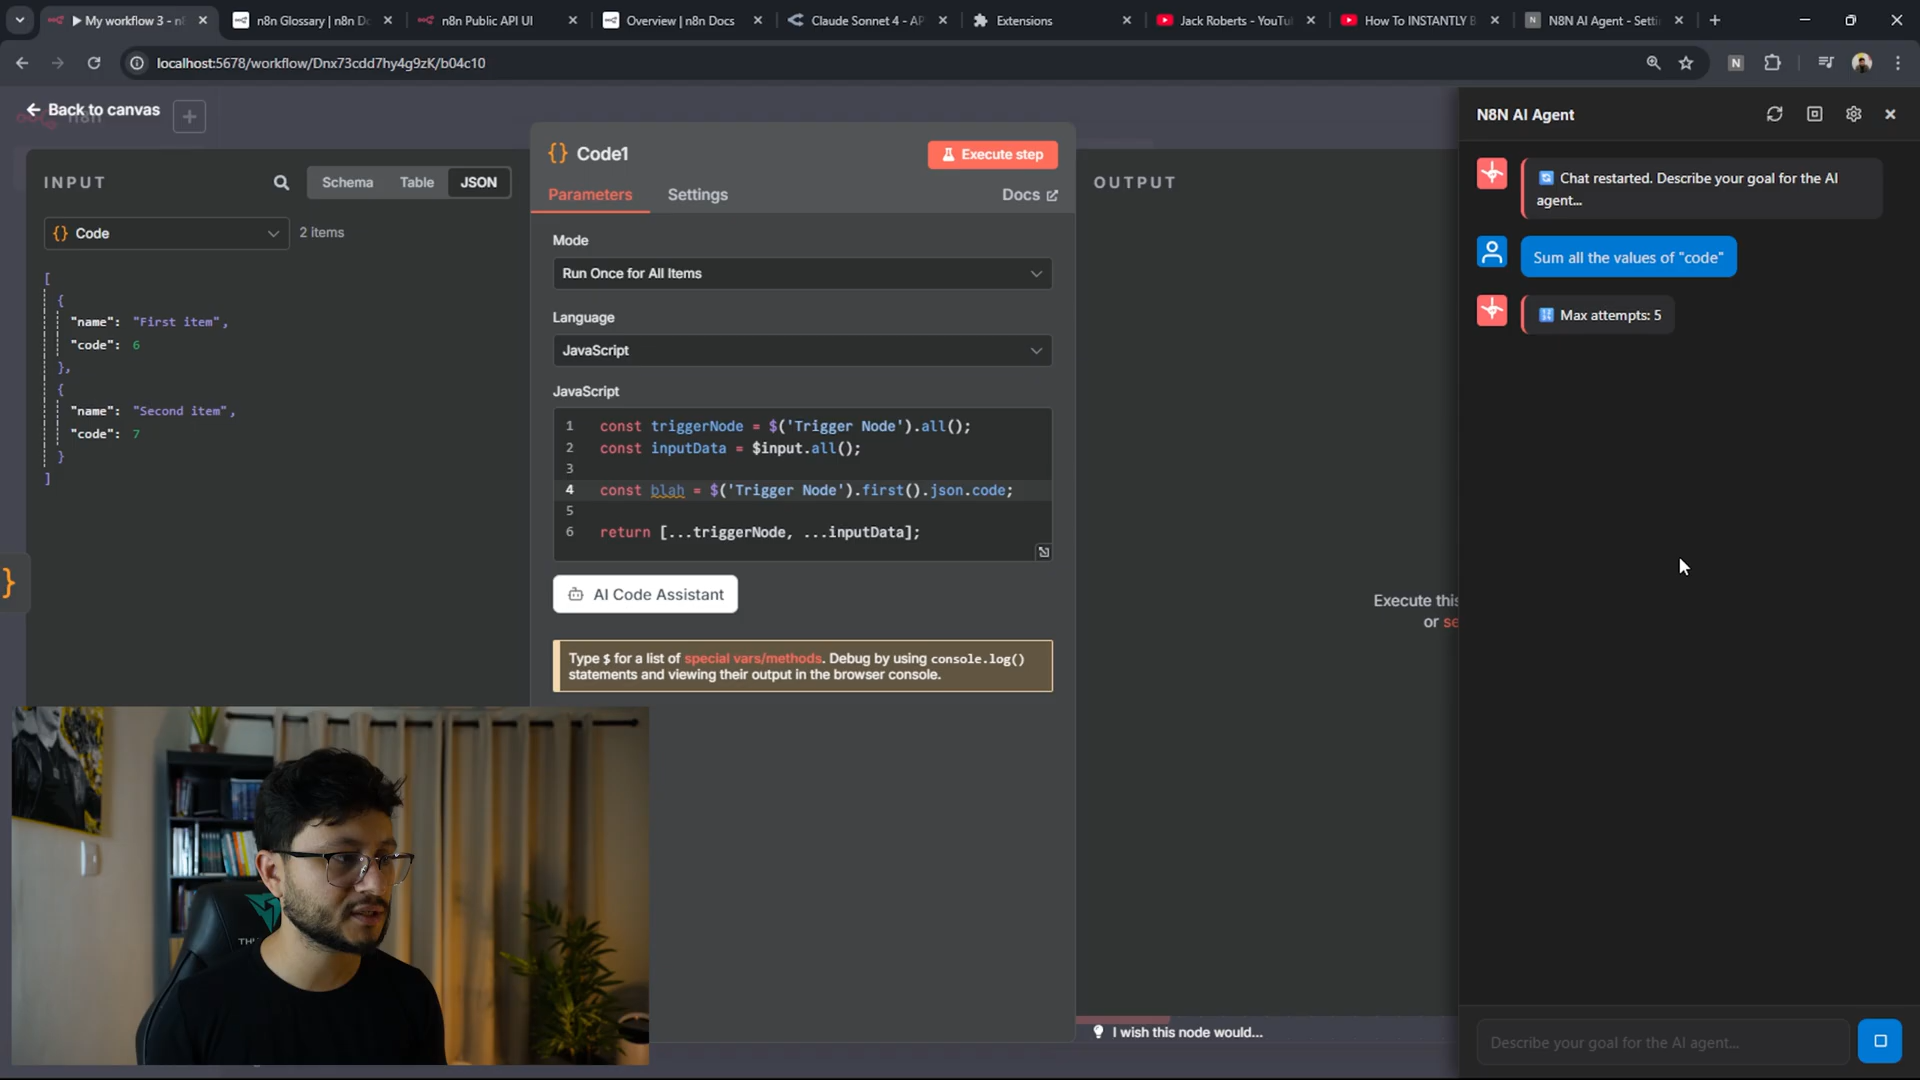 My workflow 3 - n8
n8n Glossary | n8n Do
n8n Public API UI
Overview | n8n Docs
Claude Sonnet 4 - AP
Extensions
Jack Roberts - YouTu
How To INSTANTLY B
N8N AI Agent - Setti
localhost:5678/workflow/Dnx73cdd7hy4g9zK/b04c10
Back to canvas
n8n
INPUT
Schema
Table
JSON
Code
2 items
[
{
"name": "First item",
"code": 6
},
{
"name": "Second item",
"code": 7
}
]
Code1
Execute step
Parameters
Settings
Docs
Mode
Run Once for All Items
Language
JavaScript
JavaScript
1 const triggerNode = $('Trigger Node').all();
2 const inputData = $input.all();
3
4 const blah = $('Trigger Node').first().json.code;
5
6 return [...triggerNode, ...inputData];
AI Code Assistant
Type $ for a list of special vars/methods. Debug by using console.log()
statements and viewing their output in the browser console.
OUTPUT
Execute this
or se
I wish this node would...
N8N AI Agent
Chat restarted. Describe your goal for the AI
agent...
Sum all the values of "code"
Max attempts: 5
Describe your goal for the AI agent...